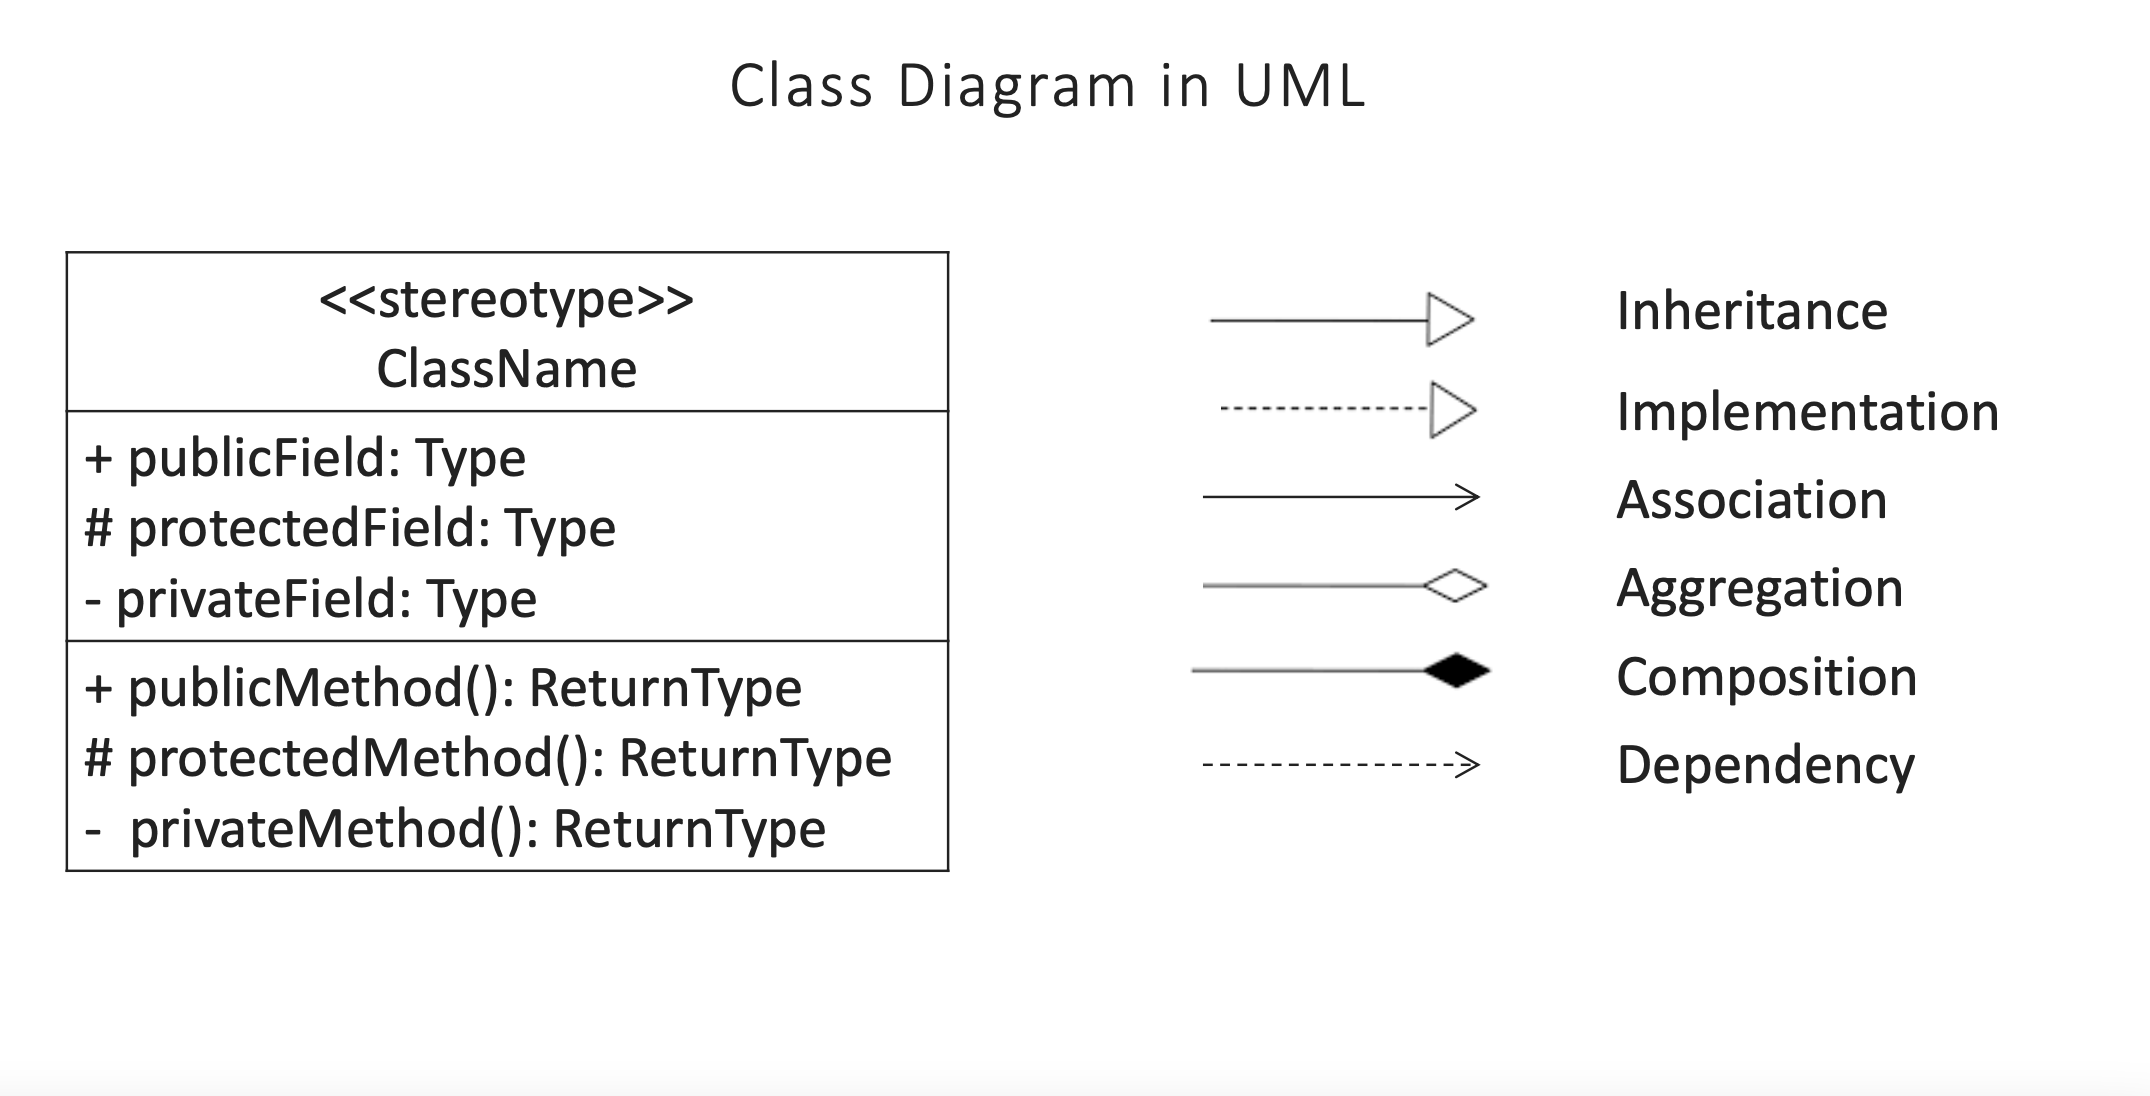 Class Diagram in UML
<<stereotype>>
ClassName
+ publicField: Type
# protectedField: Type
- privateField: Type
+ publicMethod(): ReturnType
# protectedMethod(): ReturnType
- privateMethod(): ReturnType
Inheritance
Implementation
Association
Aggregation
Composition
Dependency